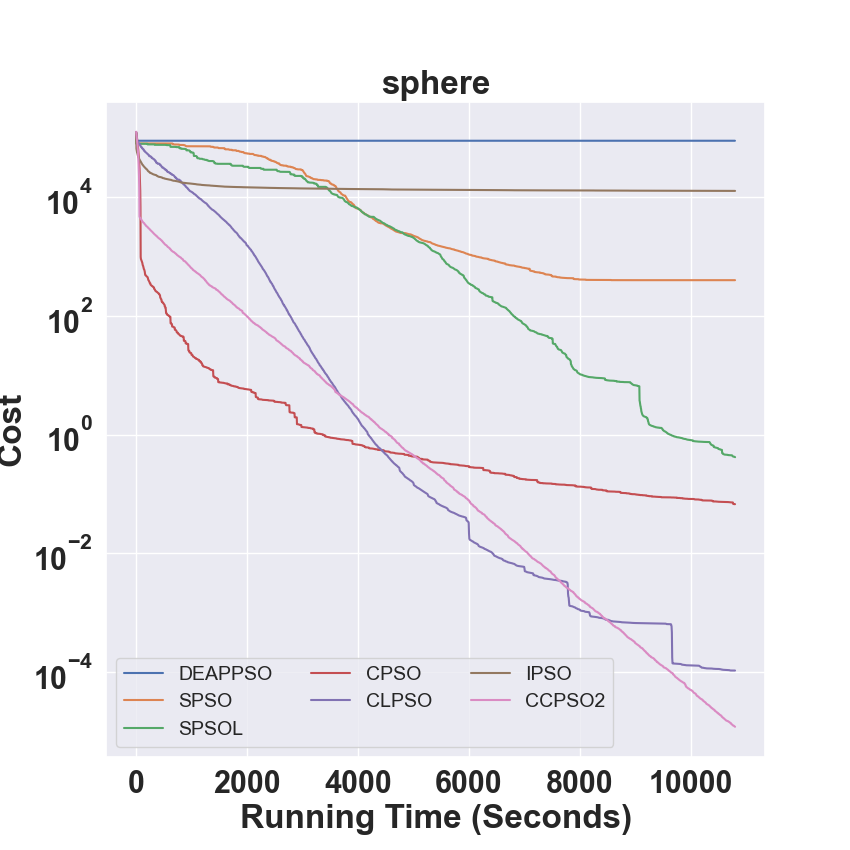 sphere
Cost
10^4
10^2
10^0
10^−2
10^−4
DEAPPSO CPSO IPSO
SPSO CLPSO CCPSO2
SPSOL
0 2000 4000 6000 8000 10000
Running Time (Seconds)